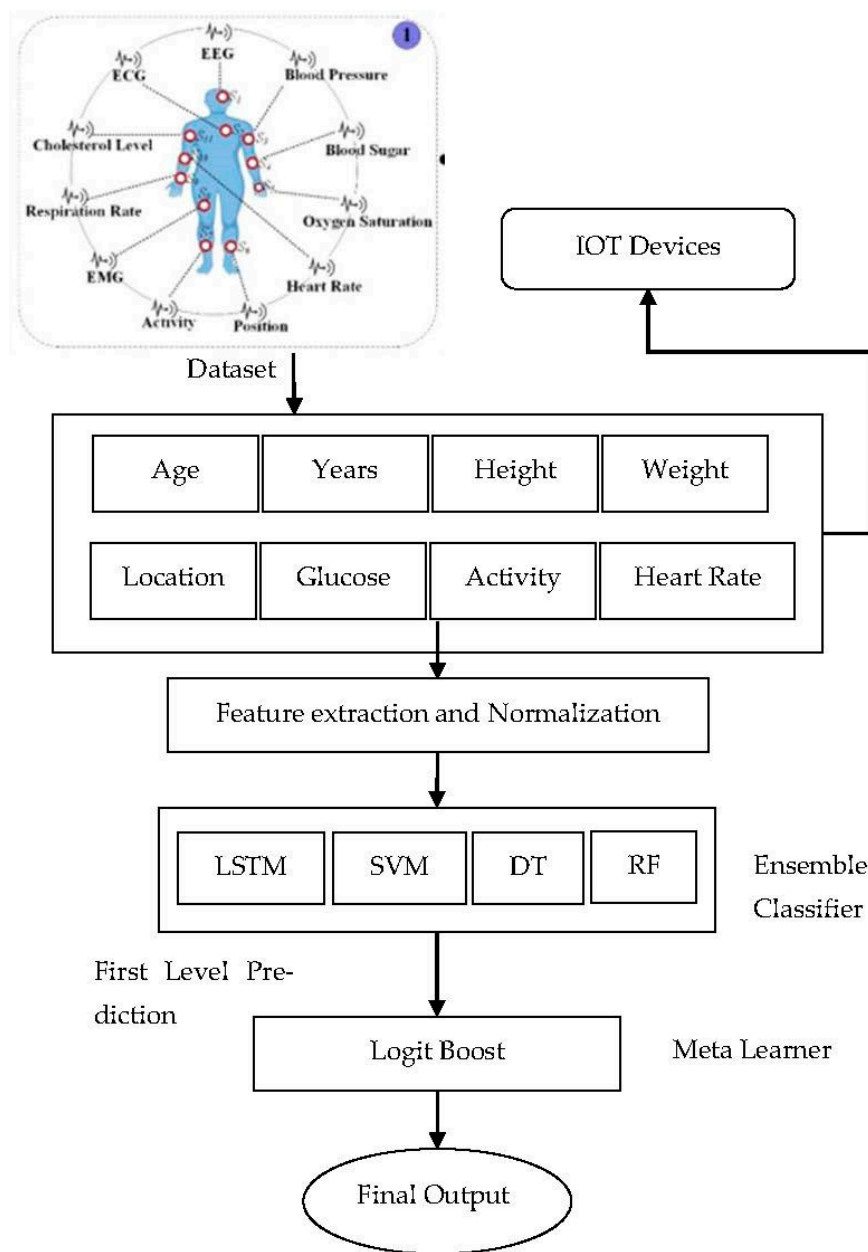 1
EEG
ECG
Blood Pressure
Cholesterol Level
Blood Sugar
Respiration Rate
Oxygen Saturation
EMG
Heart Rate
Activity
Position
IOT Devices
Dataset
Age Years Height Weight
Location Glucose Activity Heart Rate
Feature extraction and Normalization
LSTM SVM DT RF
Ensemble
Classifier
First Level Pre-
diction
Logit Boost
Meta Learner
Final Output